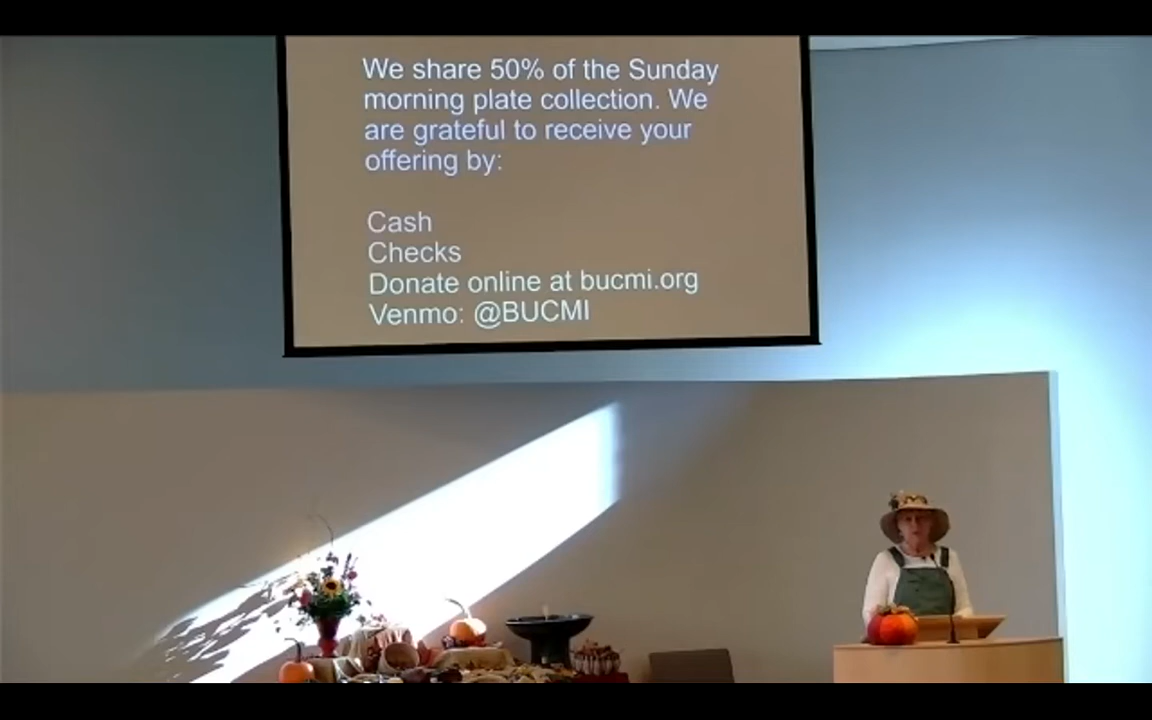 We share 50% of the Sunday
morning plate collection. We
are grateful to receive your
offering by:
Cash
Checks
Donate online at bucmi.org
Venmo: @BUCMI